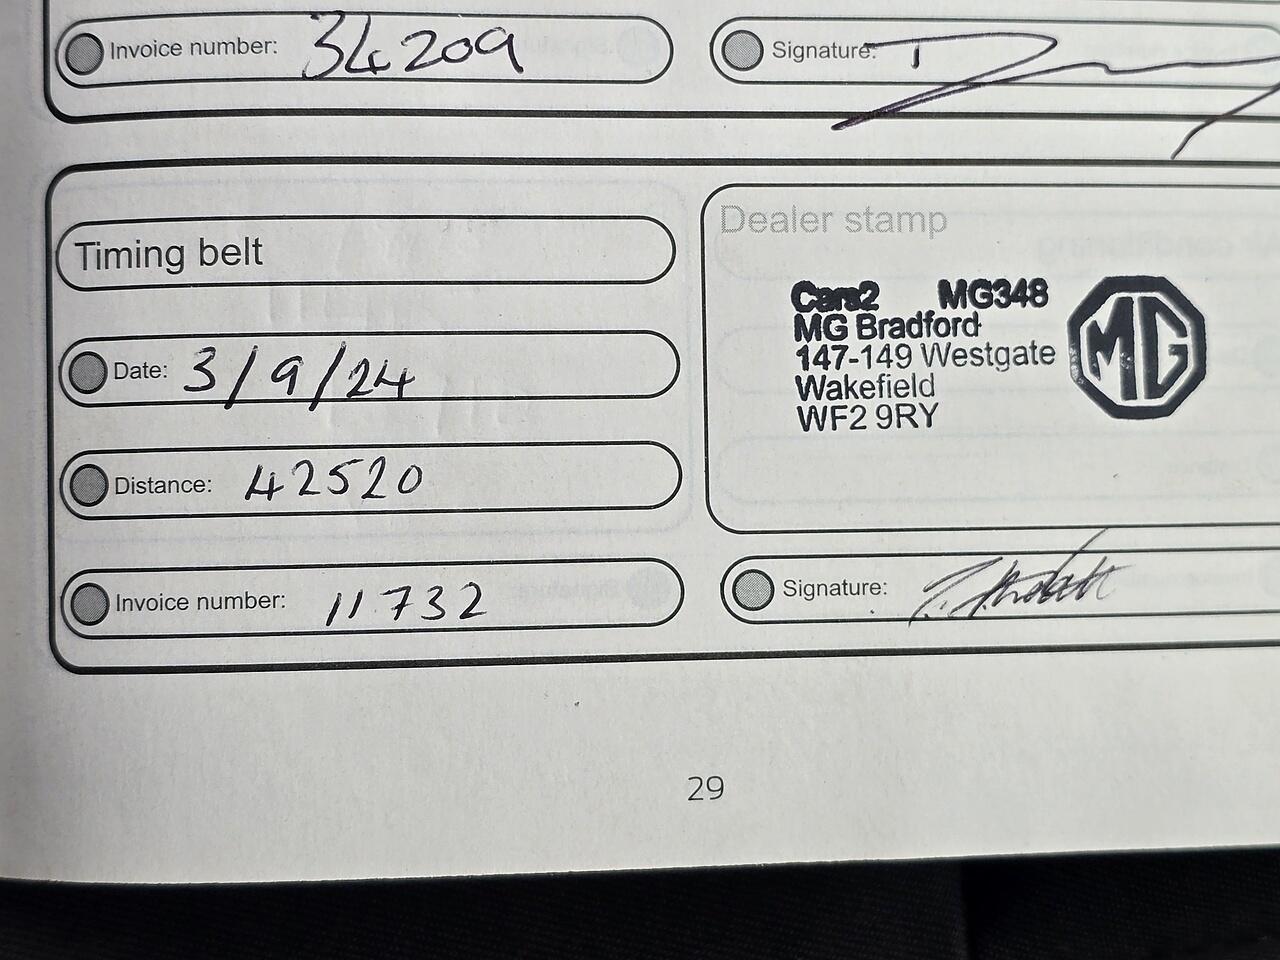 Invoice number: 34209
Signature:
Timing belt
Date: 3/9/24
Distance: 42520
Invoice number: 11732
Dealer stamp
Cars2 MG348
MG Bradford
147-149 Westgate
Wakefield
WF2 9RY
MG
Signature:
29